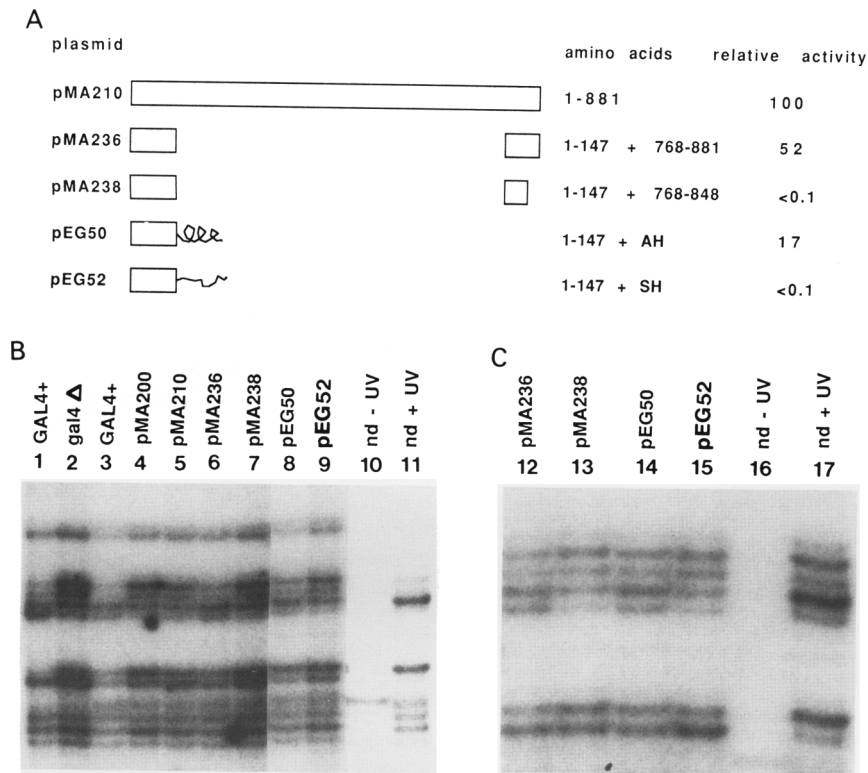 A
plasmid amino acids relative activity
pMA210 1-881 100
pMA236 1-147 + 768-881 52
pMA238 1-147 + 768-848 <0.1
pEG50 1-147 + AH 17
pEG52 1-147 + SH <0.1
B
GAL4+ gal4 Δ GAL4+ pMA200 pMA210 pMA236 pMA238 pEG50 pEG52 nd - UV nd + UV
1 2 3 4 5 6 7 8 9 10 11
C
pMA236 pMA238 pEG50 pEG52 nd - UV nd + UV
12 13 14 15 16 17